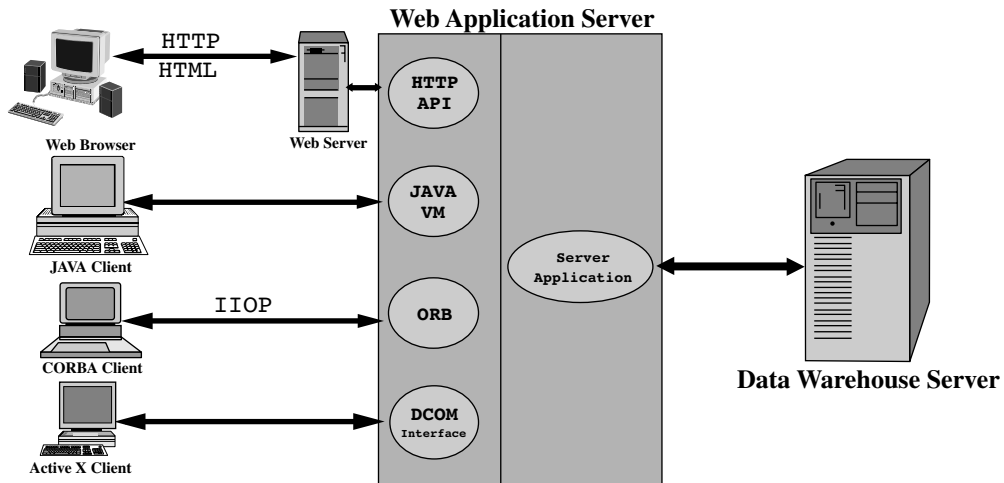 Web Application Server
HTTP
HTML
HTTP
API
Web Browser
Web Server
JAVA
VM
JAVA Client
Server
Application
IIOP
ORB
CORBA Client
Data Warehouse Server
DCOM
Interface
Active X Client